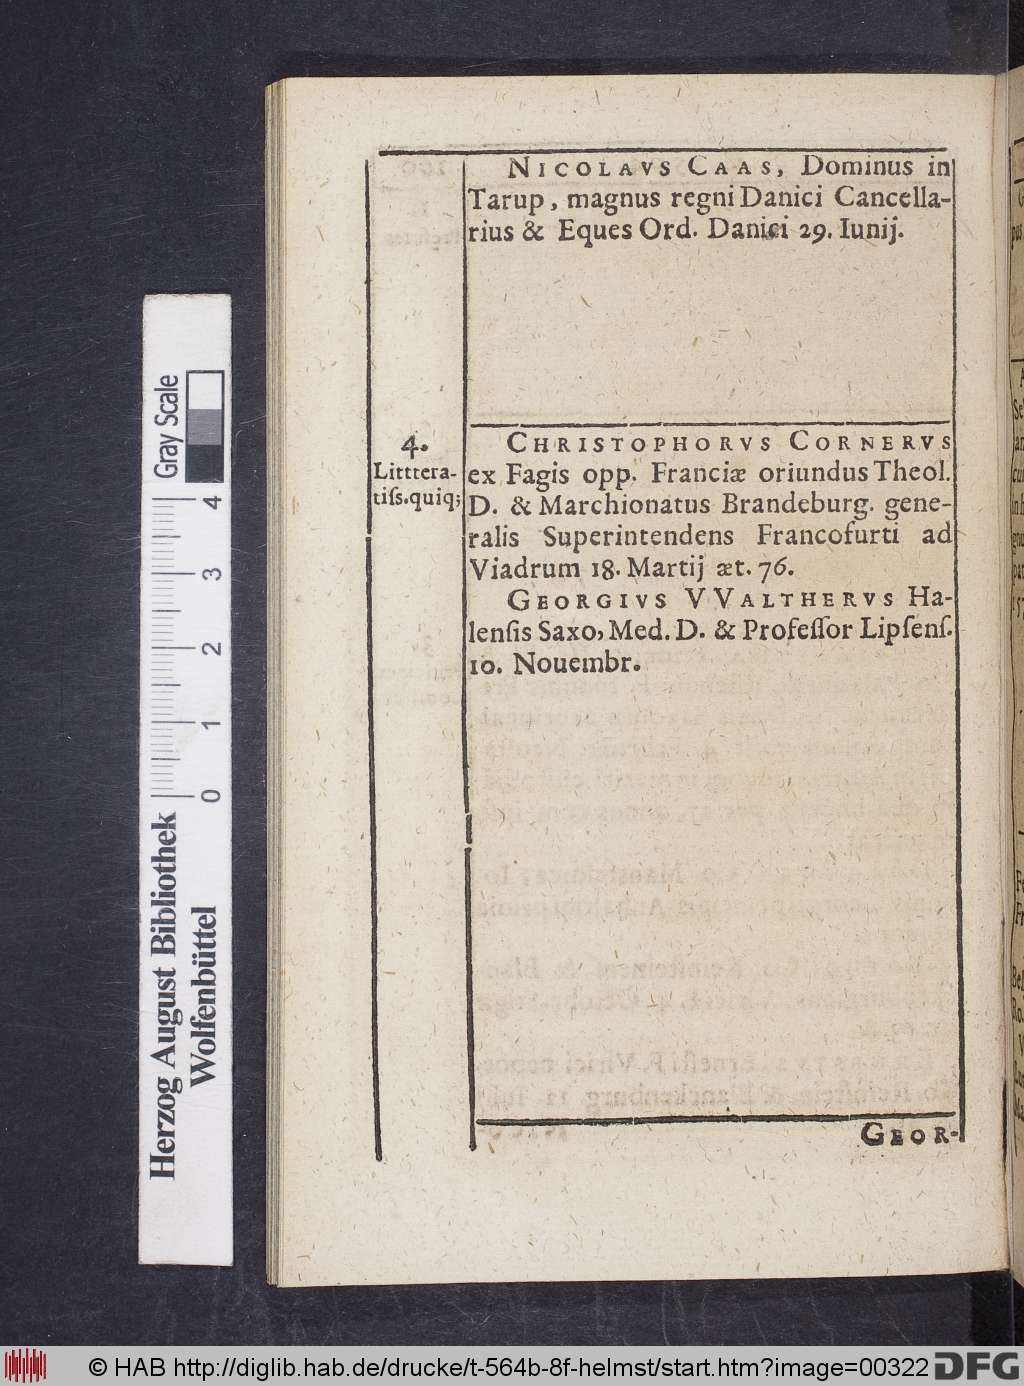 NICOLAVS CAAS, Dominus in
Tarup, magnus regni Danici Cancella-
rius & Eques Ord. Danici 29. Iunij.
4.
Litttera-
tiſs.quiq;
CHRISTOPHORVS CORNERVS
ex Fagis opp. Franciæ oriundus Theol.
D. & Marchionatus Brandeburg. gene-
ralis Superintendens Francofurti ad
Viadrum 18. Martij æt. 76.
GEORGIVS VVALTHERVS Ha-
lenſis Saxo, Med. D. & Profeſſor Lipſenſ.
10. Nouembr.
GEOR-
Gray Scale
4
3
2
1
0
Herzog August Bibliothek
Wolfenbüttel
© HAB http://diglib.hab.de/drucke/t-564b-8f-helmst/start.htm?image=00322
DFG